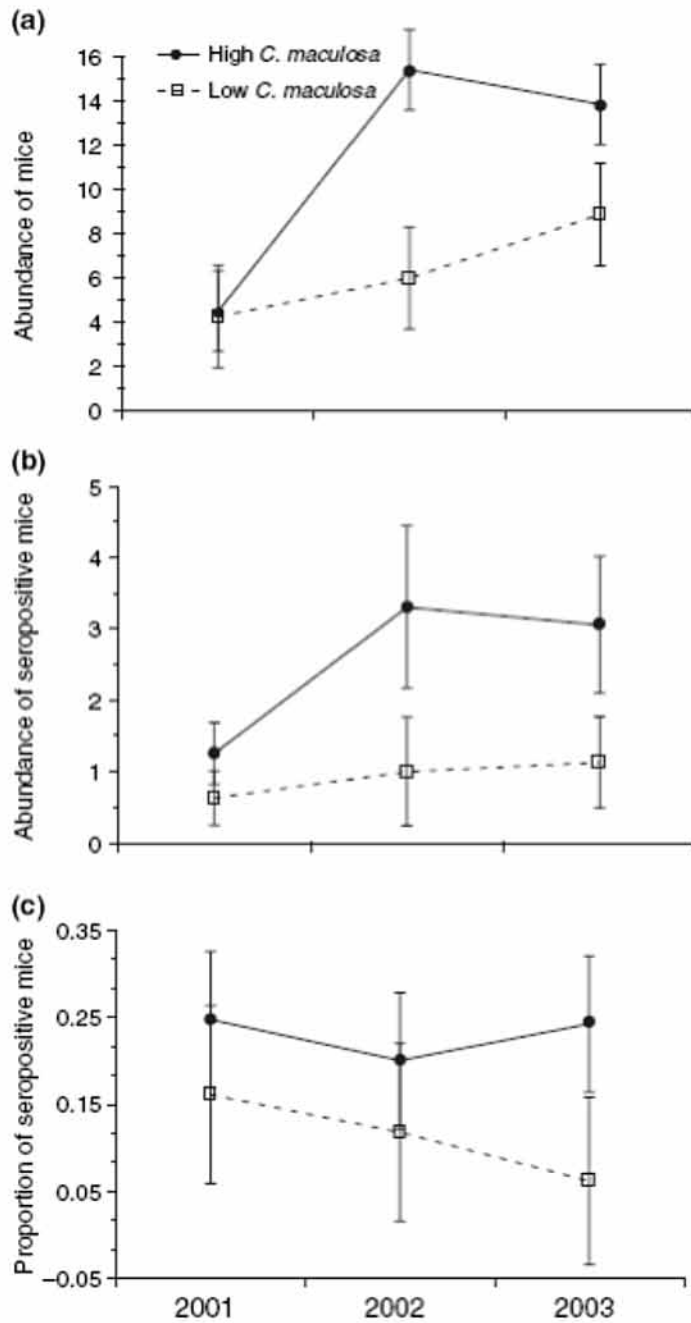 (a)
High C. maculosa
Low C. maculosa
Abundance of mice
16
14
12
10
8
6
4
2
0
(b)
Abundance of seropositive mice
5
4
3
2
1
0
(c)
Proportion of seropositive mice
0.35
0.25
0.15
0.05
−0.05
2001 2002 2003